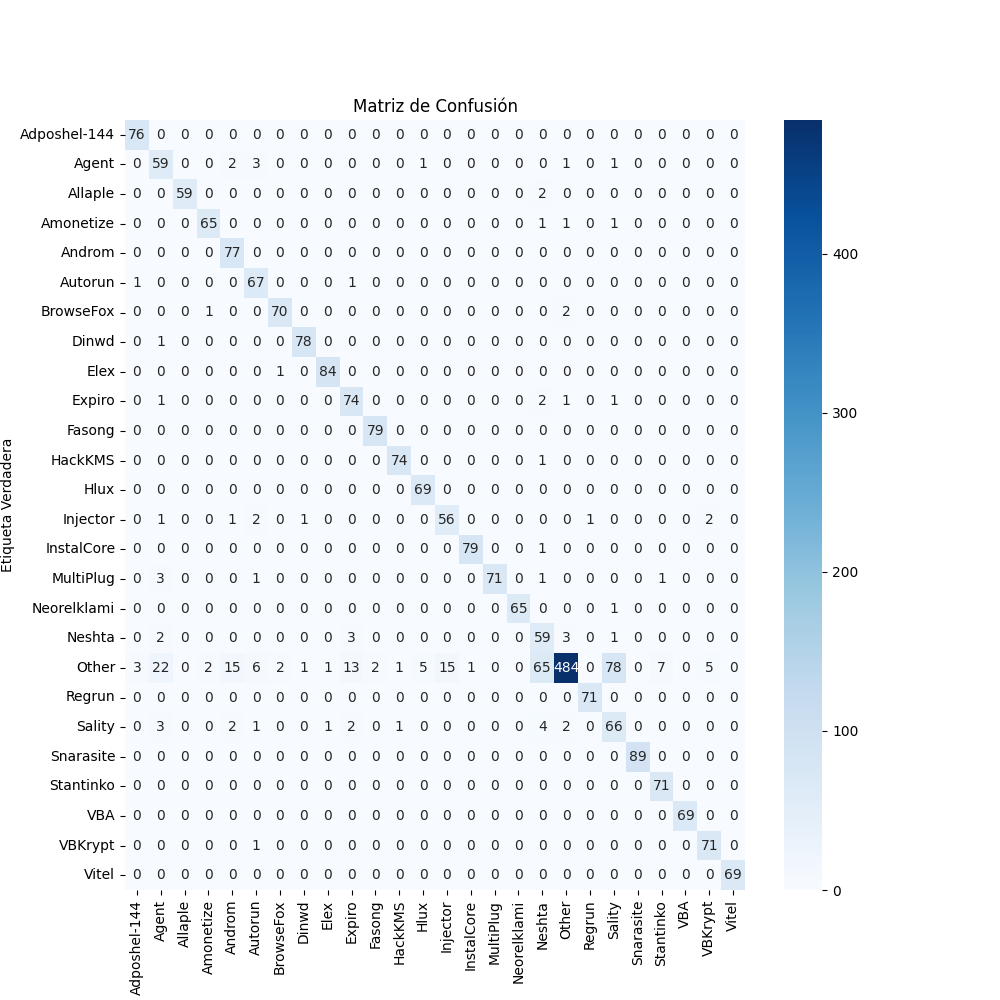 Matriz de Confusión
Etiqueta Verdadera
Adposhel-144 76 0 0 0 0 0 0 0 0 0 0 0 0 0 0 0 0 0 0 0 0 0 0 0 0 0
Agent 0 59 0 0 2 3 0 0 0 0 0 0 1 0 0 0 0 0 1 0 1 0 0 0 0 0
Allaple 0 0 59 0 0 0 0 0 0 0 0 0 0 0 0 0 0 2 0 0 0 0 0 0 0 0
Amonetize 0 0 0 65 0 0 0 0 0 0 0 0 0 0 0 0 0 1 1 0 1 0 0 0 0 0
Androm 0 0 0 0 77 0 0 0 0 0 0 0 0 0 0 0 0 0 0 0 0 0 0 0 0 0
Autorun 1 0 0 0 0 67 0 0 0 1 0 0 0 0 0 0 0 0 0 0 0 0 0 0 0 0
BrowseFox 0 0 0 1 0 0 70 0 0 0 0 0 0 0 0 0 0 0 2 0 0 0 0 0 0 0
Dinwd 0 1 0 0 0 0 0 78 0 0 0 0 0 0 0 0 0 0 0 0 0 0 0 0 0 0
Elex 0 0 0 0 0 0 1 0 84 0 0 0 0 0 0 0 0 0 0 0 0 0 0 0 0 0
Expiro 0 1 0 0 0 0 0 0 0 74 0 0 0 0 0 0 0 2 1 0 1 0 0 0 0 0
Fasong 0 0 0 0 0 0 0 0 0 0 79 0 0 0 0 0 0 0 0 0 0 0 0 0 0 0
HackKMS 0 0 0 0 0 0 0 0 0 0 0 74 0 0 0 0 0 1 0 0 0 0 0 0 0 0
Hlux 0 0 0 0 0 0 0 0 0 0 0 0 69 0 0 0 0 0 0 0 0 0 0 0 0 0
Injector 0 1 0 0 1 2 0 1 0 0 0 0 0 56 0 0 0 0 0 1 0 0 0 0 2 0
InstalCore 0 0 0 0 0 0 0 0 0 0 0 0 0 0 79 0 0 1 0 0 0 0 0 0 0 0
MultiPlug 0 3 0 0 0 1 0 0 0 0 0 0 0 0 0 71 0 1 0 0 0 0 1 0 0 0
Neorelklami 0 0 0 0 0 0 0 0 0 0 0 0 0 0 0 0 65 0 0 0 1 0 0 0 0 0
Neshta 0 2 0 0 0 0 0 0 0 3 0 0 0 0 0 0 0 59 3 0 1 0 0 0 0 0
Other 3 22 0 2 15 6 2 1 1 13 2 1 5 15 1 0 0 65 484 0 78 0 7 0 5 0
Regrun 0 0 0 0 0 0 0 0 0 0 0 0 0 0 0 0 0 0 0 71 0 0 0 0 0 0
Sality 0 3 0 0 2 1 0 0 1 2 0 1 0 0 0 0 0 4 2 0 66 0 0 0 0 0
Snarasite 0 0 0 0 0 0 0 0 0 0 0 0 0 0 0 0 0 0 0 0 0 89 0 0 0 0
Stantinko 0 0 0 0 0 0 0 0 0 0 0 0 0 0 0 0 0 0 0 0 0 0 71 0 0 0
VBA 0 0 0 0 0 0 0 0 0 0 0 0 0 0 0 0 0 0 0 0 0 0 0 69 0 0
VBKrypt 0 0 0 0 0 1 0 0 0 0 0 0 0 0 0 0 0 0 0 0 0 0 0 0 71 0
Vitel 0 0 0 0 0 0 0 0 0 0 0 0 0 0 0 0 0 0 0 0 0 0 0 0 0 69
Adposhel-144
Agent
Allaple
Amonetize
Androm
Autorun
BrowseFox
Dinwd
Elex
Expiro
Fasong
HackKMS
Hlux
Injector
InstalCore
MultiPlug
Neorelklami
Neshta
Other
Regrun
Sality
Snarasite
Stantinko
VBA
VBKrypt
Vitel
400
300
200
100
0